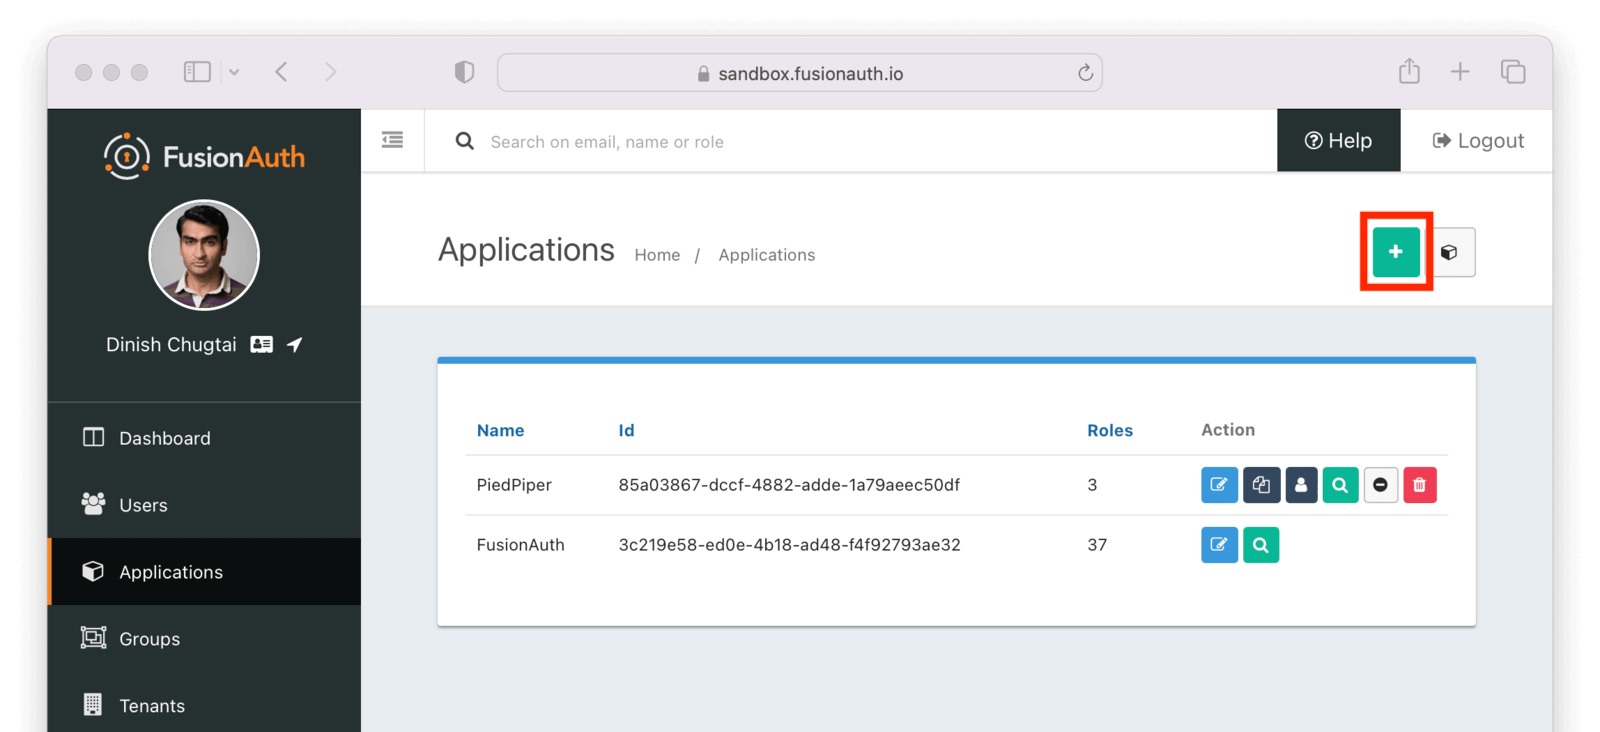 sandbox.fusionauth.io
FusionAuth
Search on email, name or role
Help
Logout
Dinish Chugtai
Applications
Home / Applications
+
Dashboard
Users
Applications
Groups
Tenants
Name Id Roles Action
PiedPiper 85a03867-dccf-4882-adde-1a79aeec50df 3
FusionAuth 3c219e58-ed0e-4b18-ad48-f4f92793ae32 37